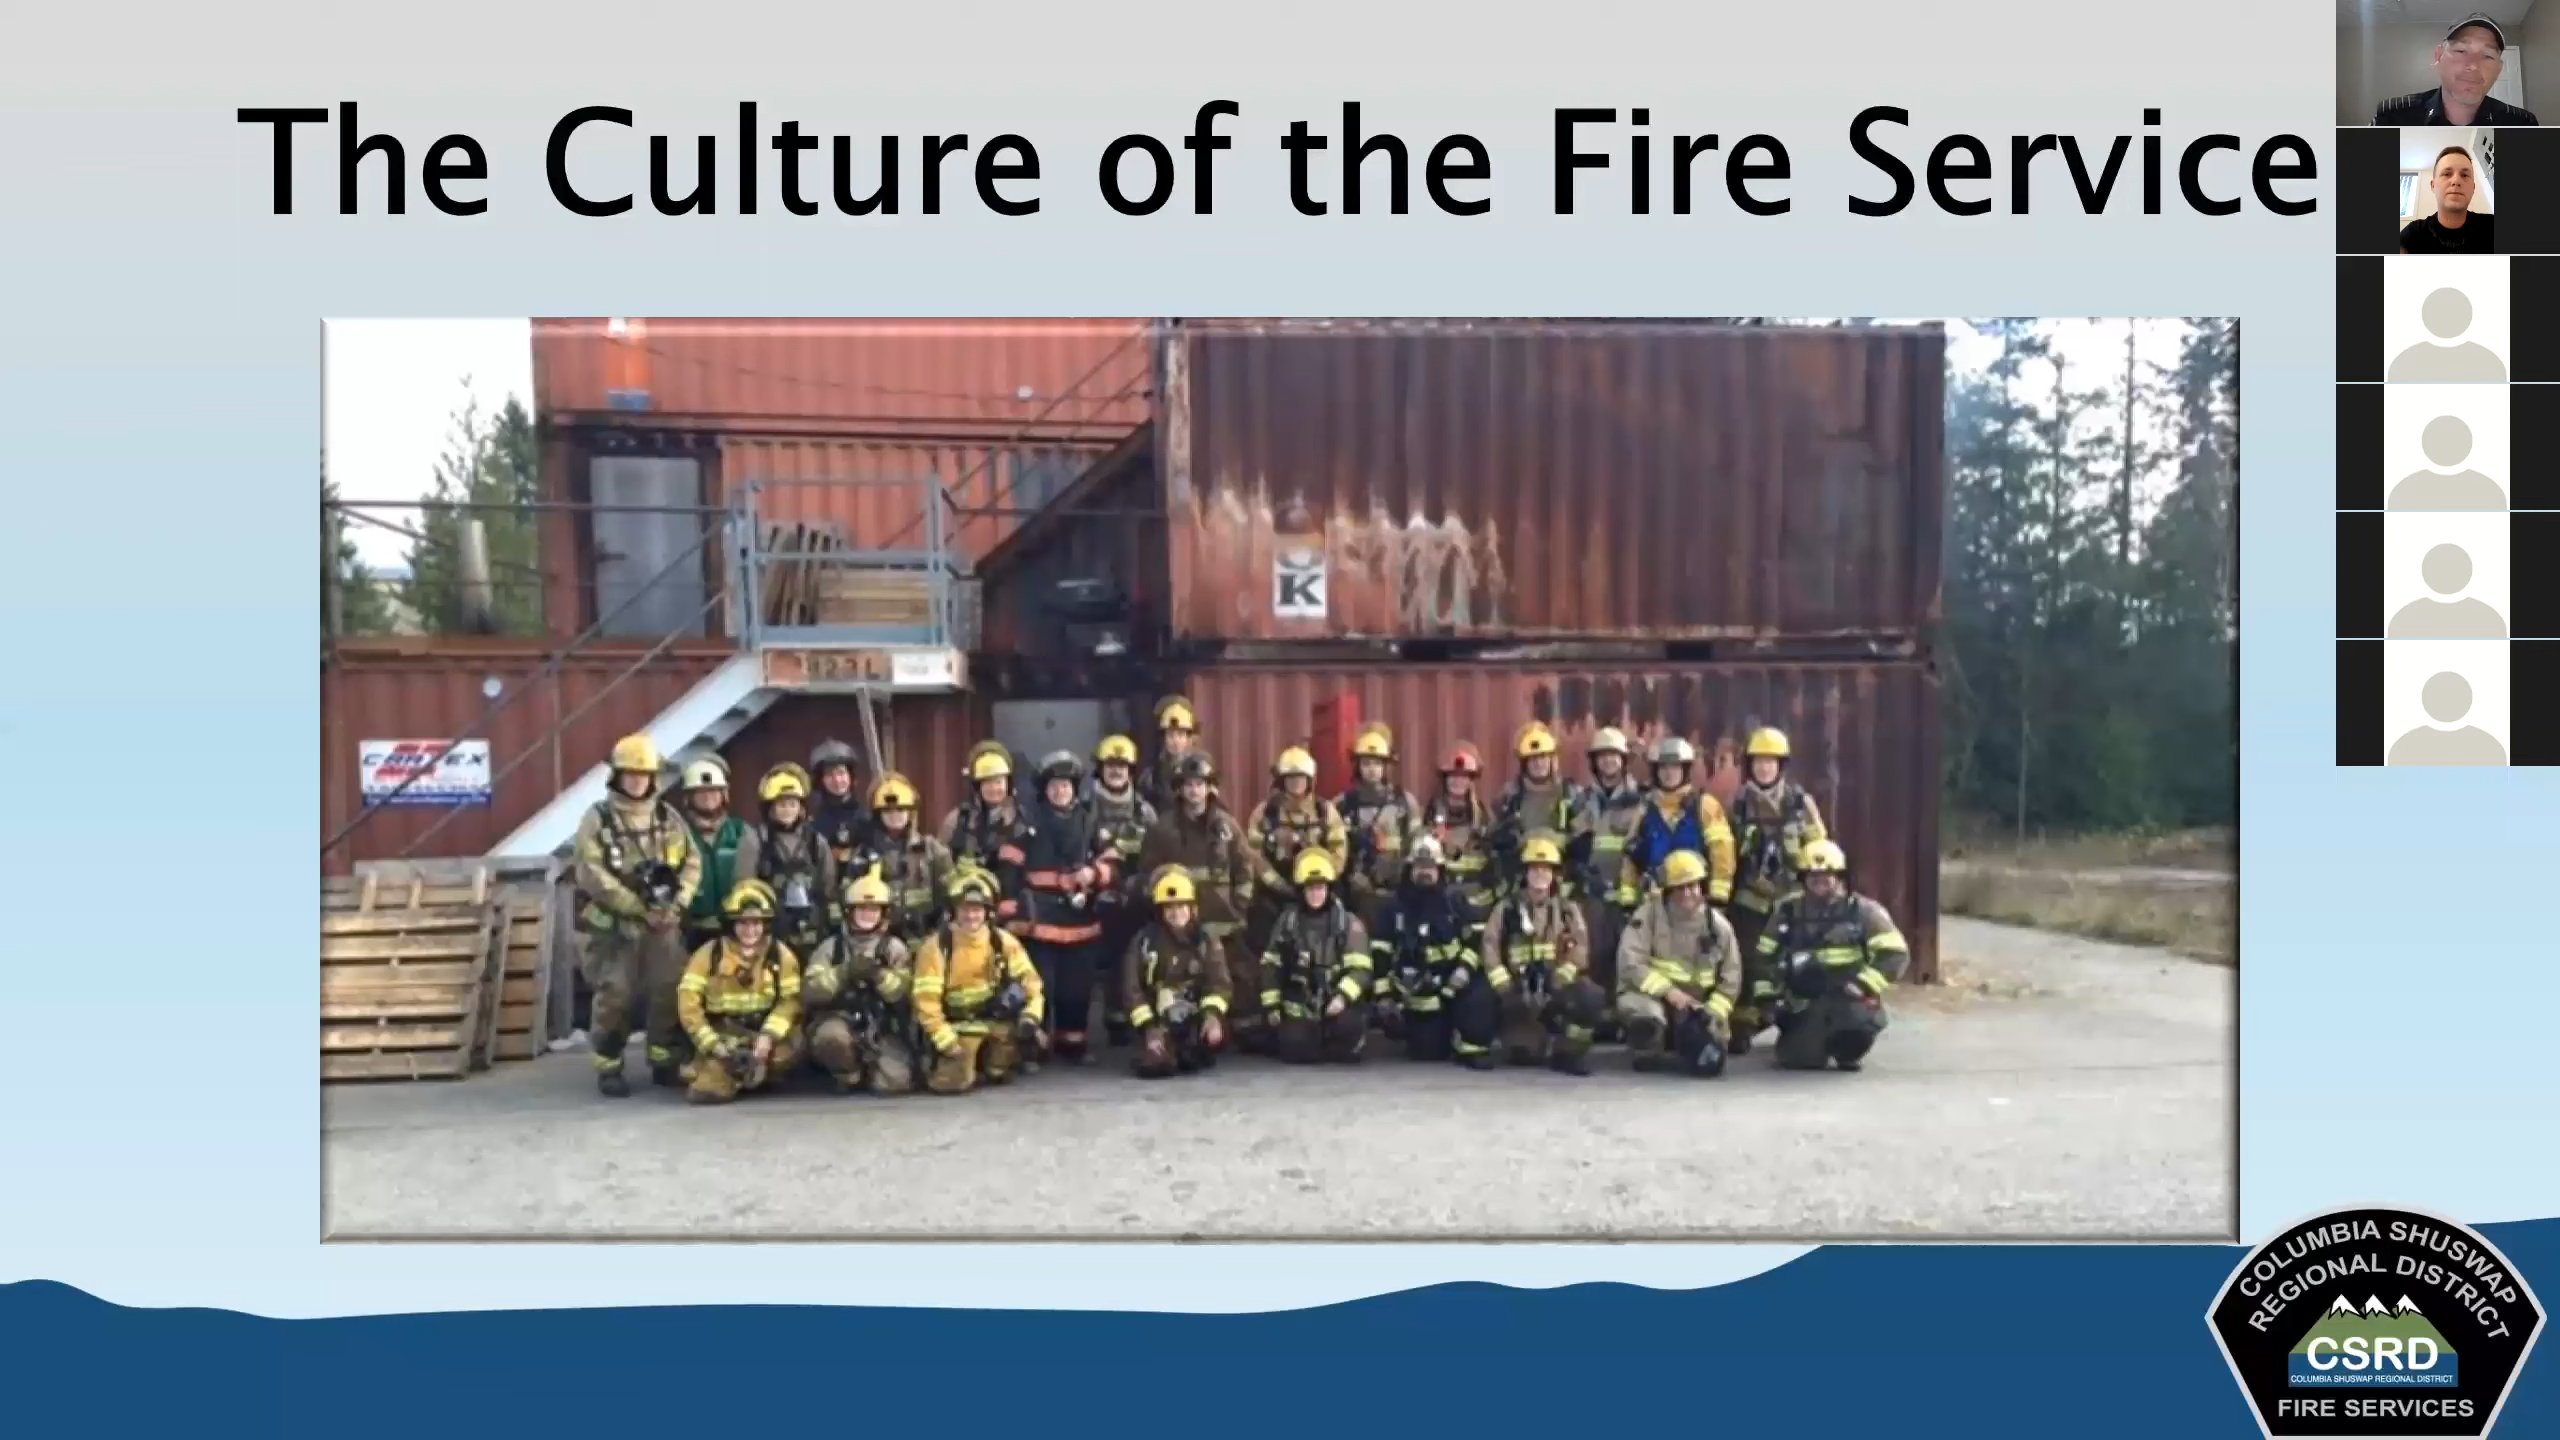 The Culture of the Fire Service
K
COLUMBIA SHUSWAP
REGIONAL DISTRICT
CSRD
COLUMBIA SHUSWAP REGIONAL DISTRICT
FIRE SERVICES